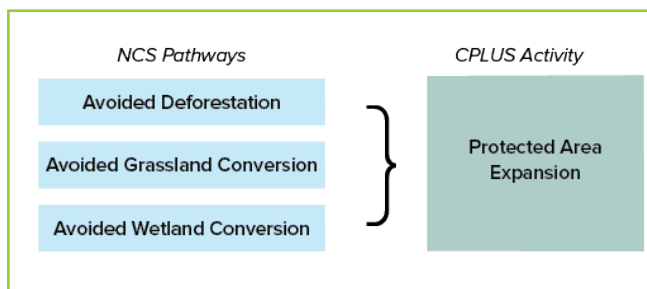 NCS Pathways
CPLUS Activity
Avoided Deforestation
Avoided Grassland Conversion
Avoided Wetland Conversion
Protected Area
Expansion